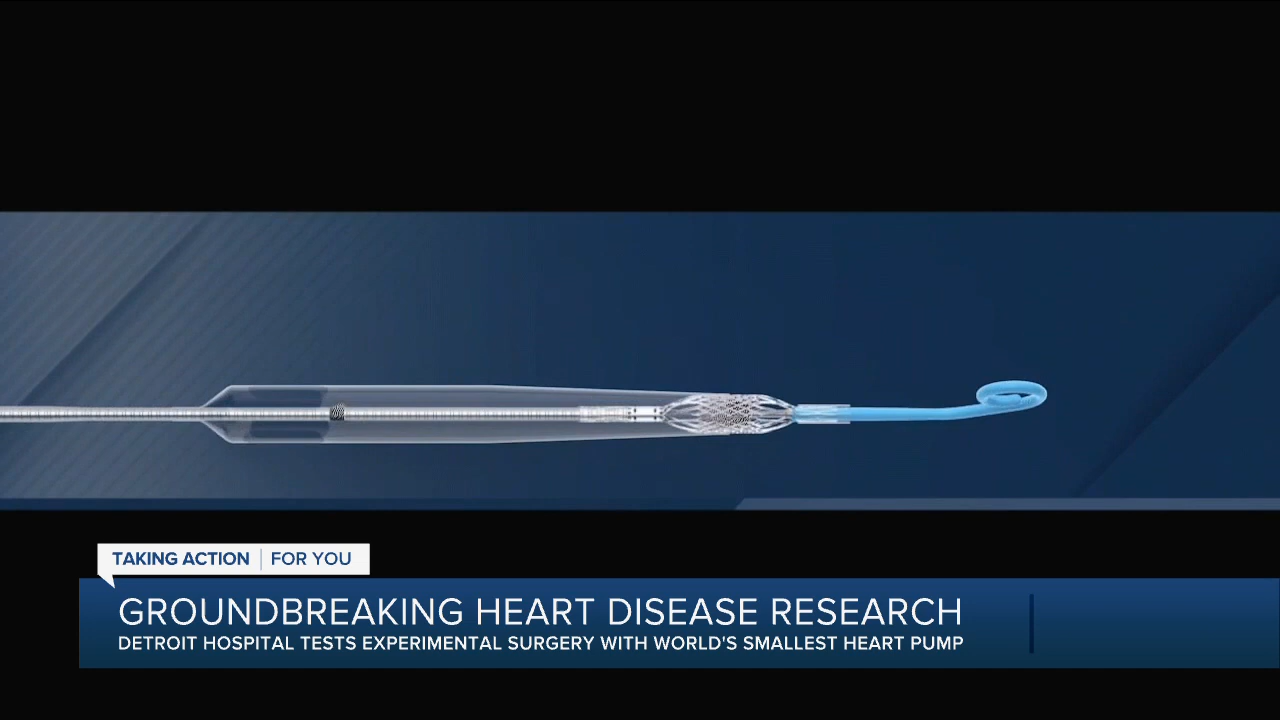 TAKING ACTION | FOR YOU
GROUNDBREAKING HEART DISEASE RESEARCH
DETROIT HOSPITAL TESTS EXPERIMENTAL SURGERY WITH WORLD'S SMALLEST HEART PUMP